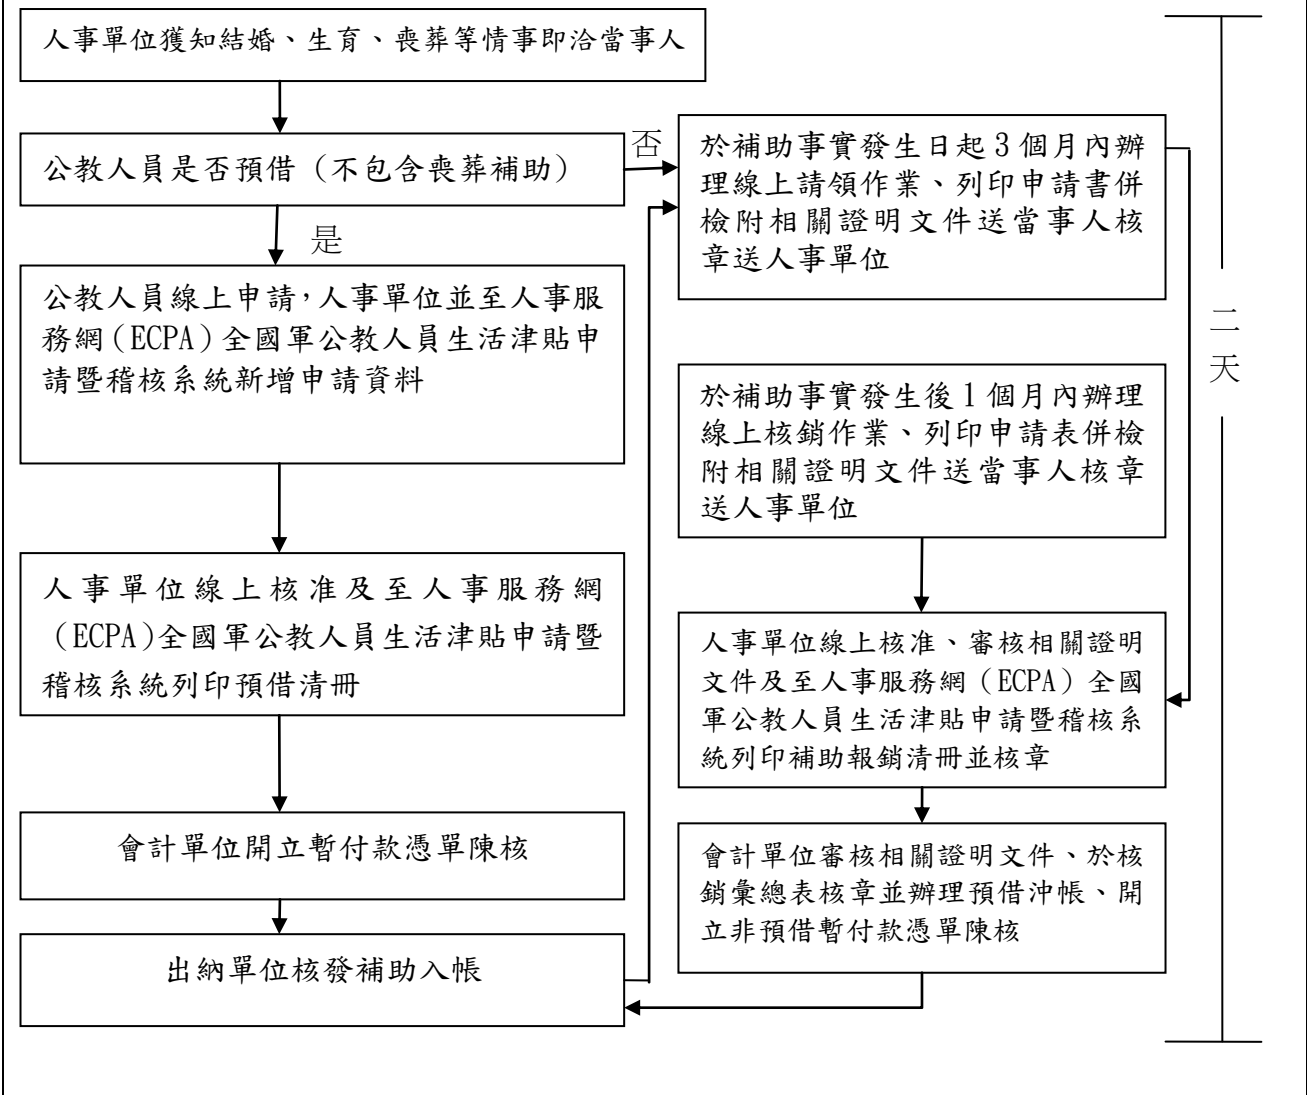 人事單位獲知結婚、生育、喪葬等情事即洽當事人
公教人員是否預借（不包含喪葬補助）
否
是
公教人員線上申請，人事單位並至人事服
務網（ECPA）全國軍公教人員生活津貼申
請暨稽核系統新增申請資料
人事單位線上核准及至人事服務網
（ECPA)全國軍公教人員生活津貼申請暨
稽核系統列印預借清冊
會計單位開立暫付款憑單陳核
出納單位核發補助入帳
於補助事實發生日起3個月內辦
理線上請領作業、列印申請書併
檢附相關證明文件送當事人核
章送人事單位
於補助事實發生後1個月內辦理
線上核銷作業、列印申請表併檢
附相關證明文件送當事人核章
送人事單位
人事單位線上核准、審核相關證明
文件及至人事服務網（ECPA）全國
軍公教人員生活津貼申請暨稽核系
統列印補助報銷清冊並核章
會計單位審核相關證明文件、於核
銷彙總表核章並辦理預借沖帳、開
立非預借暫付款憑單陳核
二
天